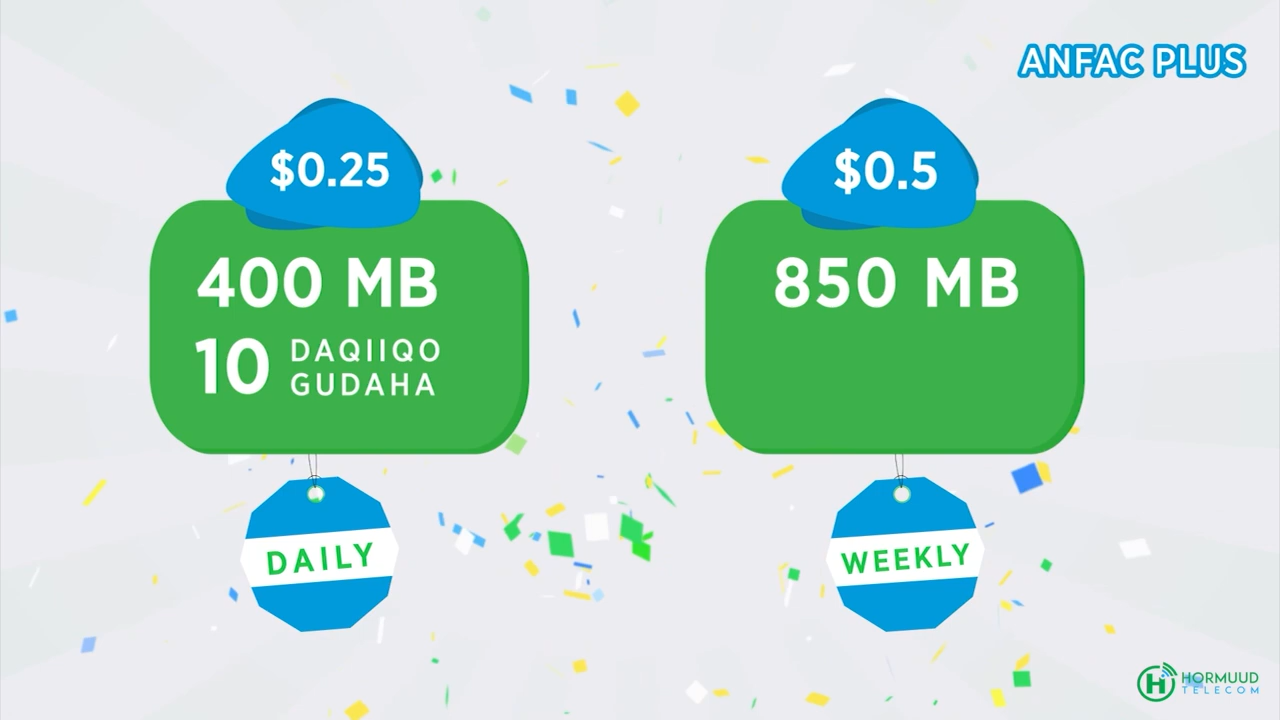 ANFAC PLUS
$0.25
400 MB
10 DAQIIQO
GUDAHA
DAILY
$0.5
850 MB
WEEKLY
HORMUUD
TELECOM